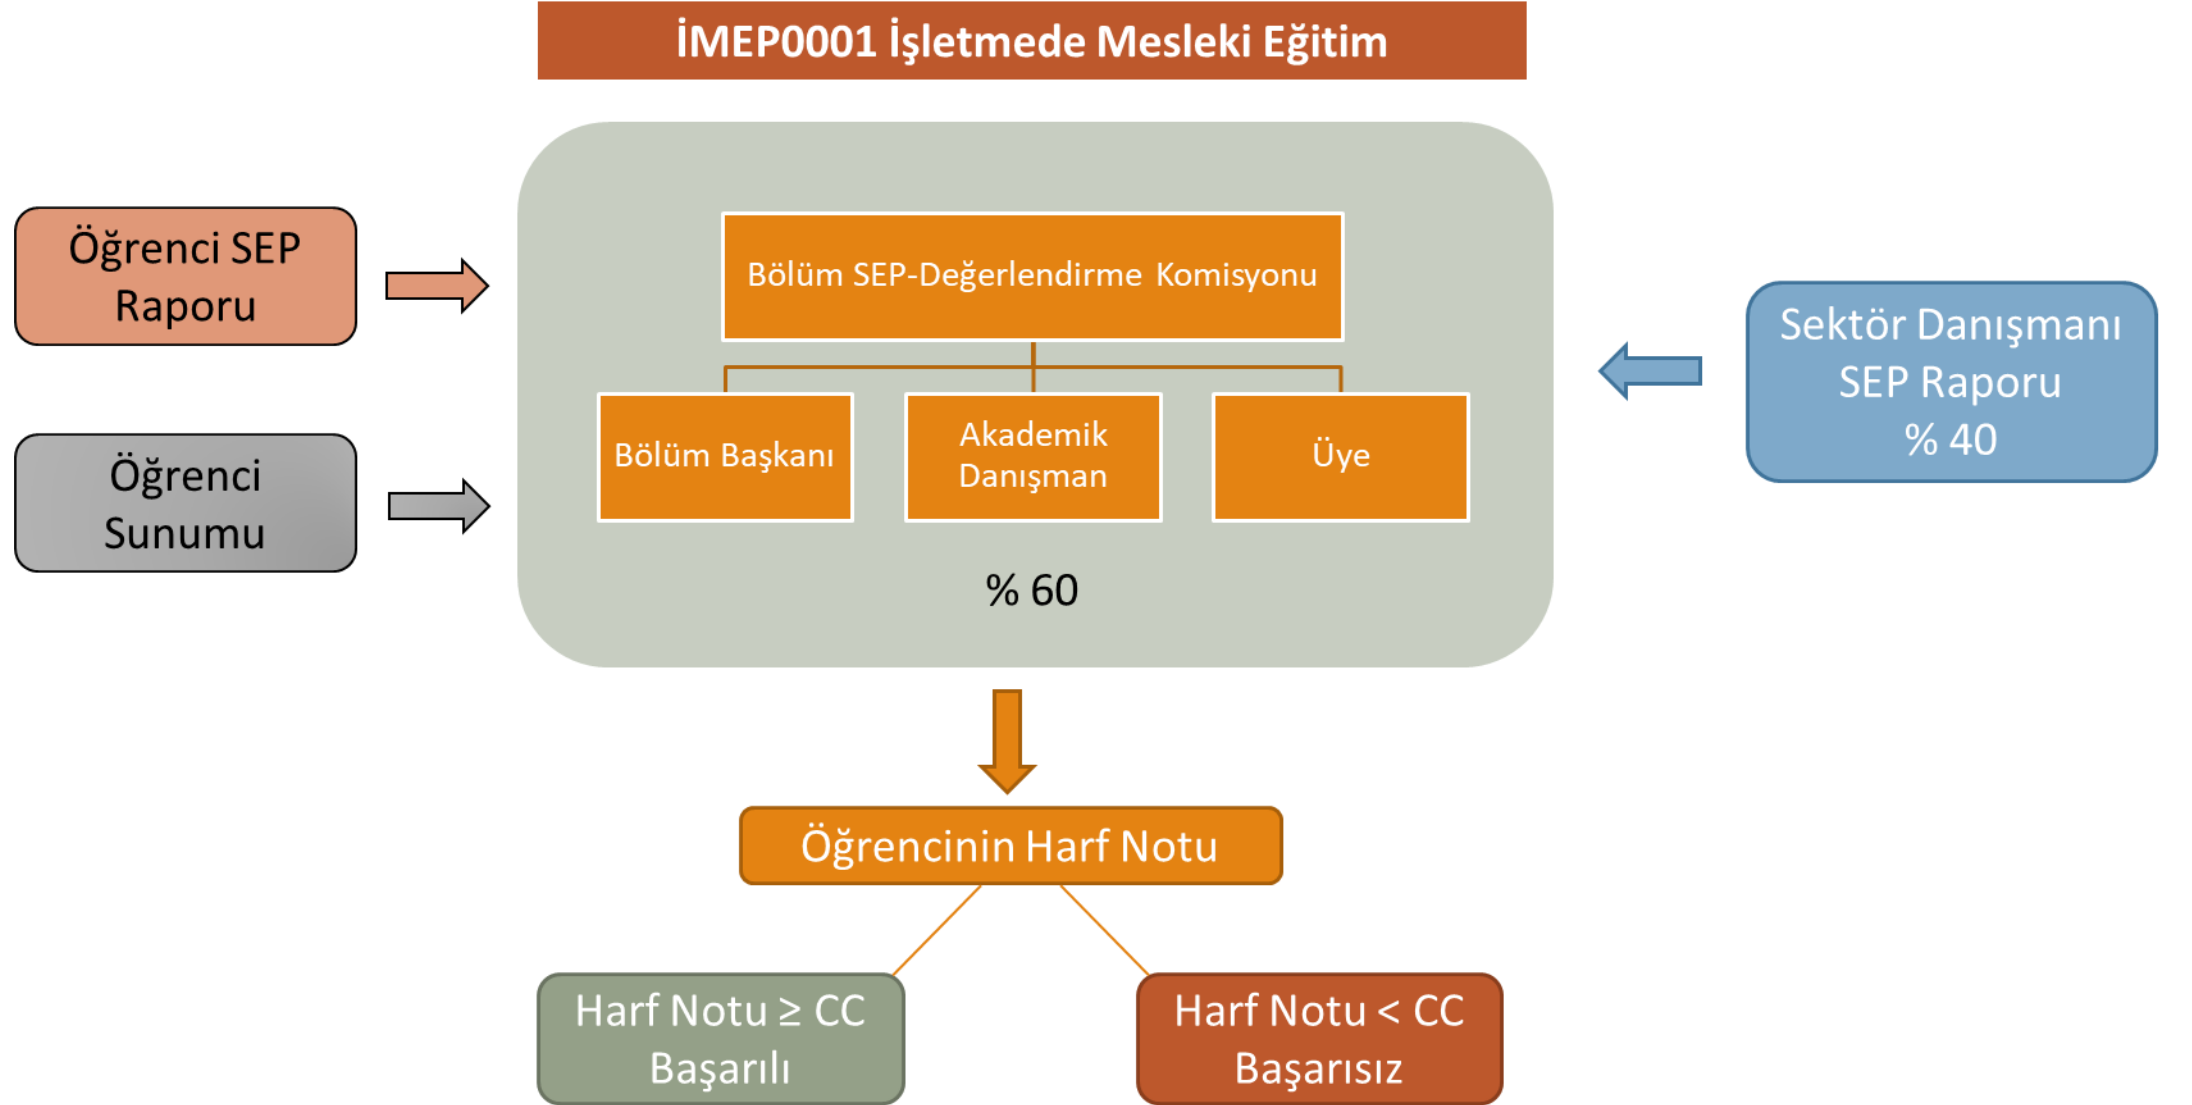 İMEP0001 İşletmede Mesleki Eğitim
Öğrenci SEP
Raporu
Öğrenci
Sunumu
Bölüm SEP-Değerlendirme Komisyonu
Bölüm Başkanı
Akademik
Danışman
Üye
% 60
Sektör Danışmanı
SEP Raporu
% 40
Öğrencinin Harf Notu
Harf Notu ≥ CC
Başarılı
Harf Notu < CC
Başarısız